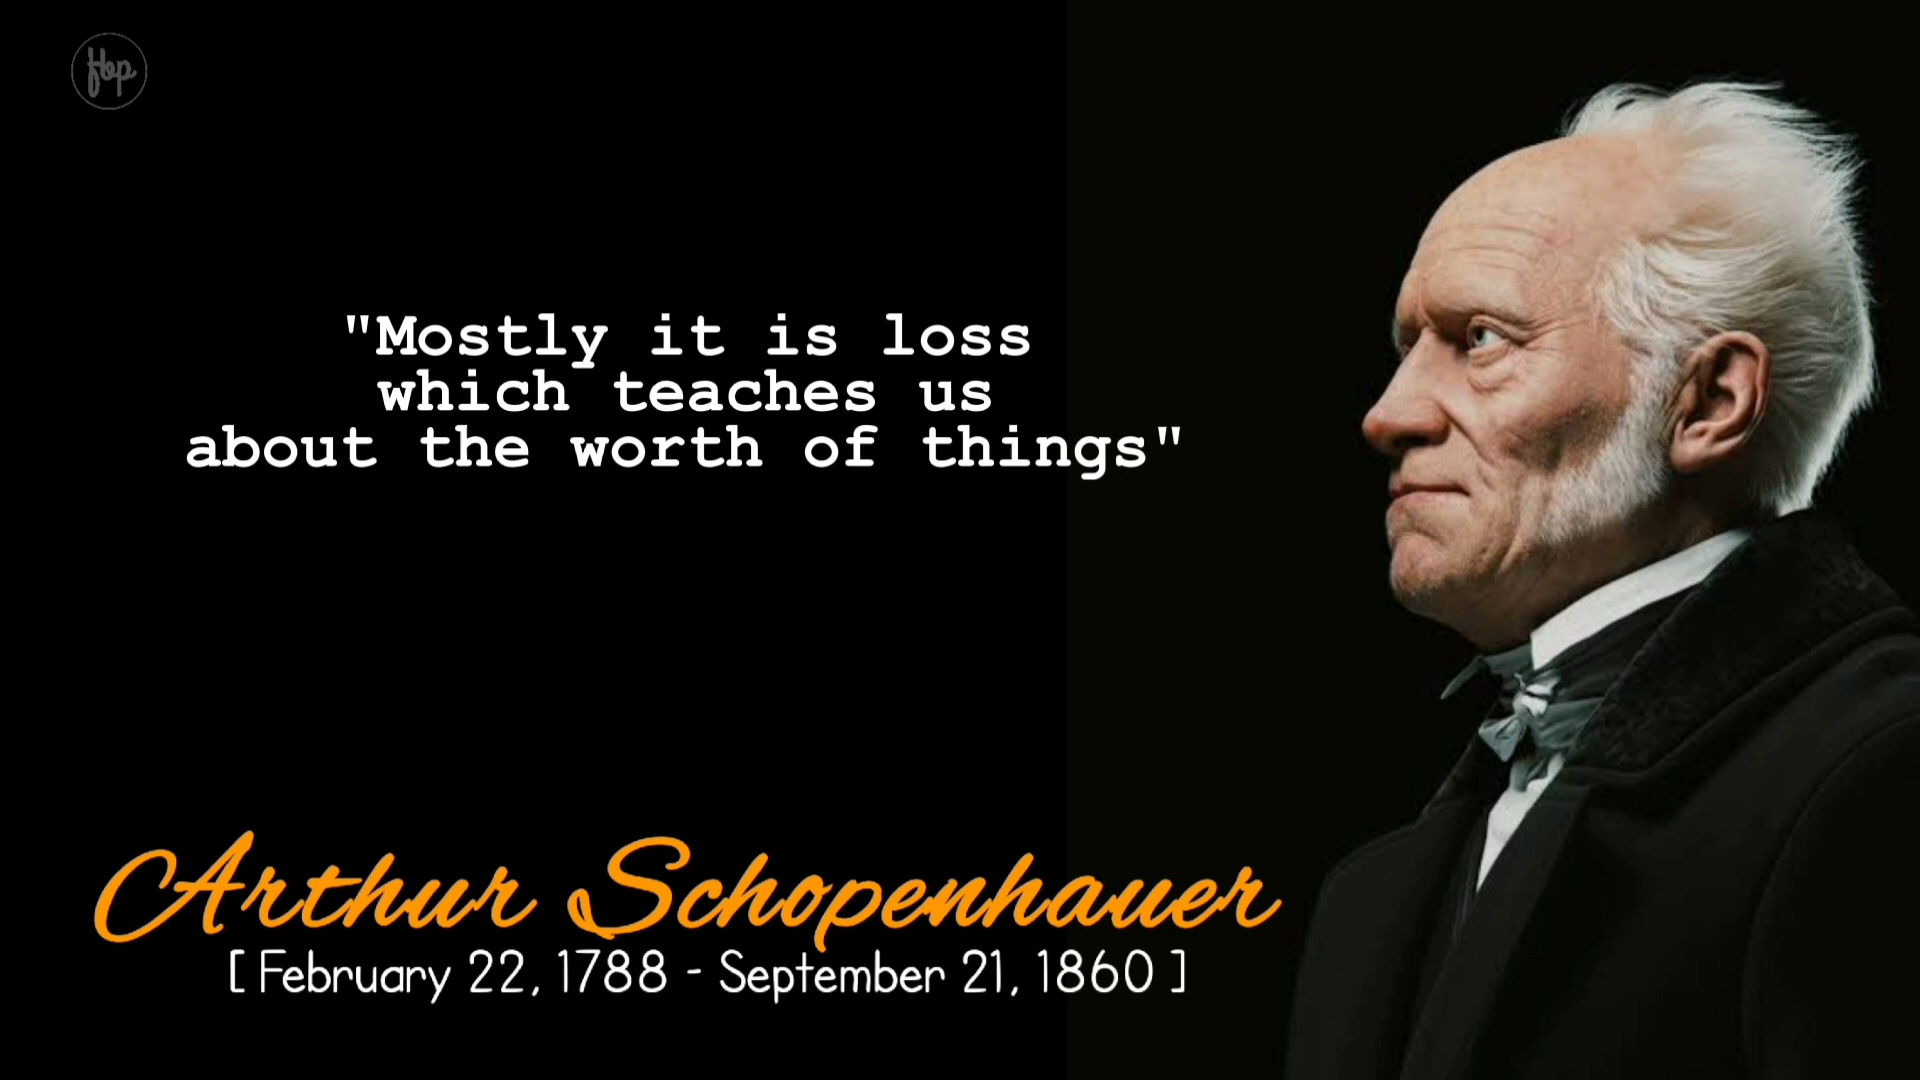 fbp
"Mostly it is loss
which teaches us
about the worth of things"
Arthur Schopenhauer
[ February 22, 1788 - September 21, 1860 ]